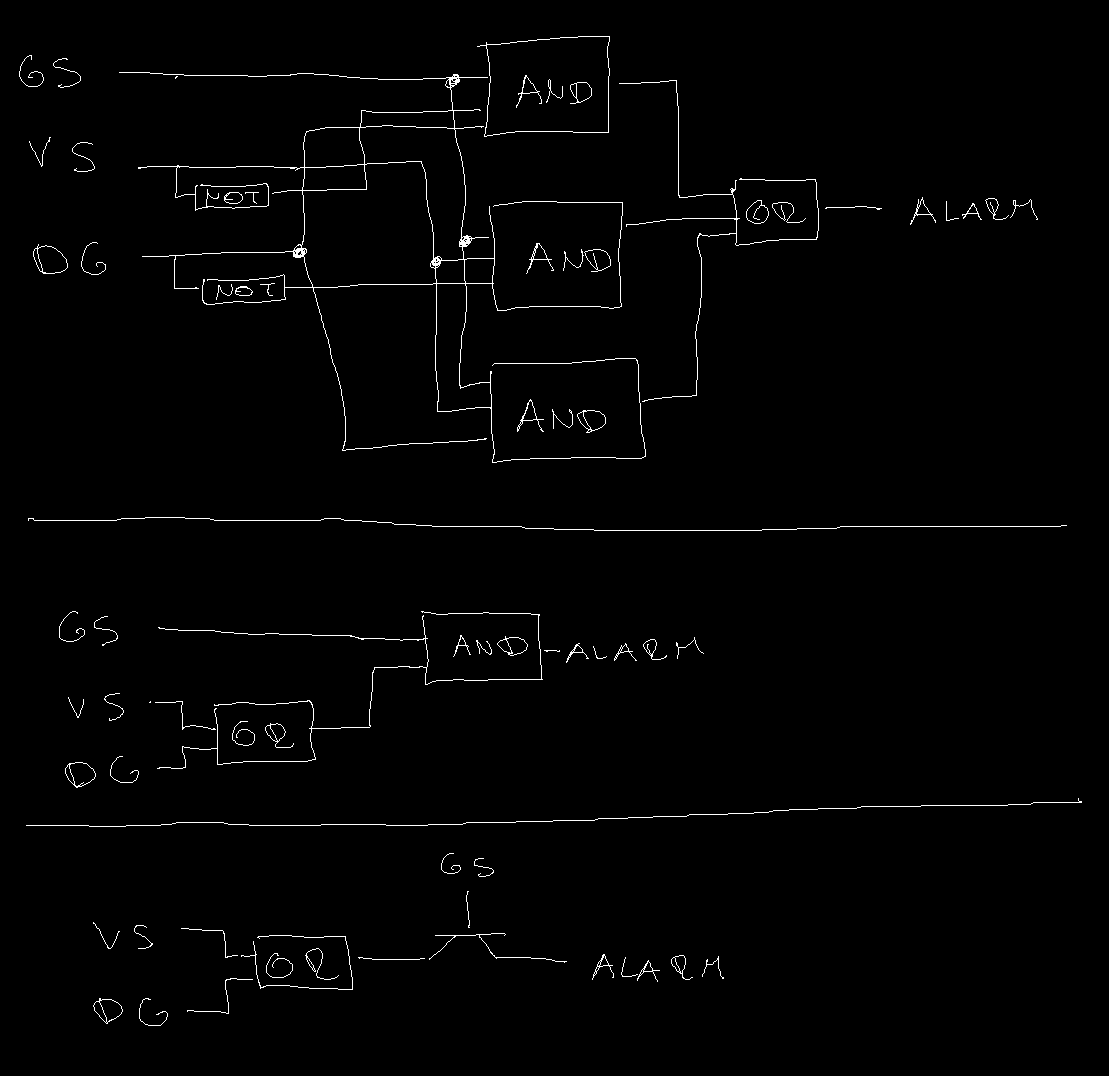 GS
AND
VS
NOT
OR
ALARM
DG
AND
NOT
AND
GS
AND
ALARM
VS
OR
DG
GS
VS
OR
ALARM
DG